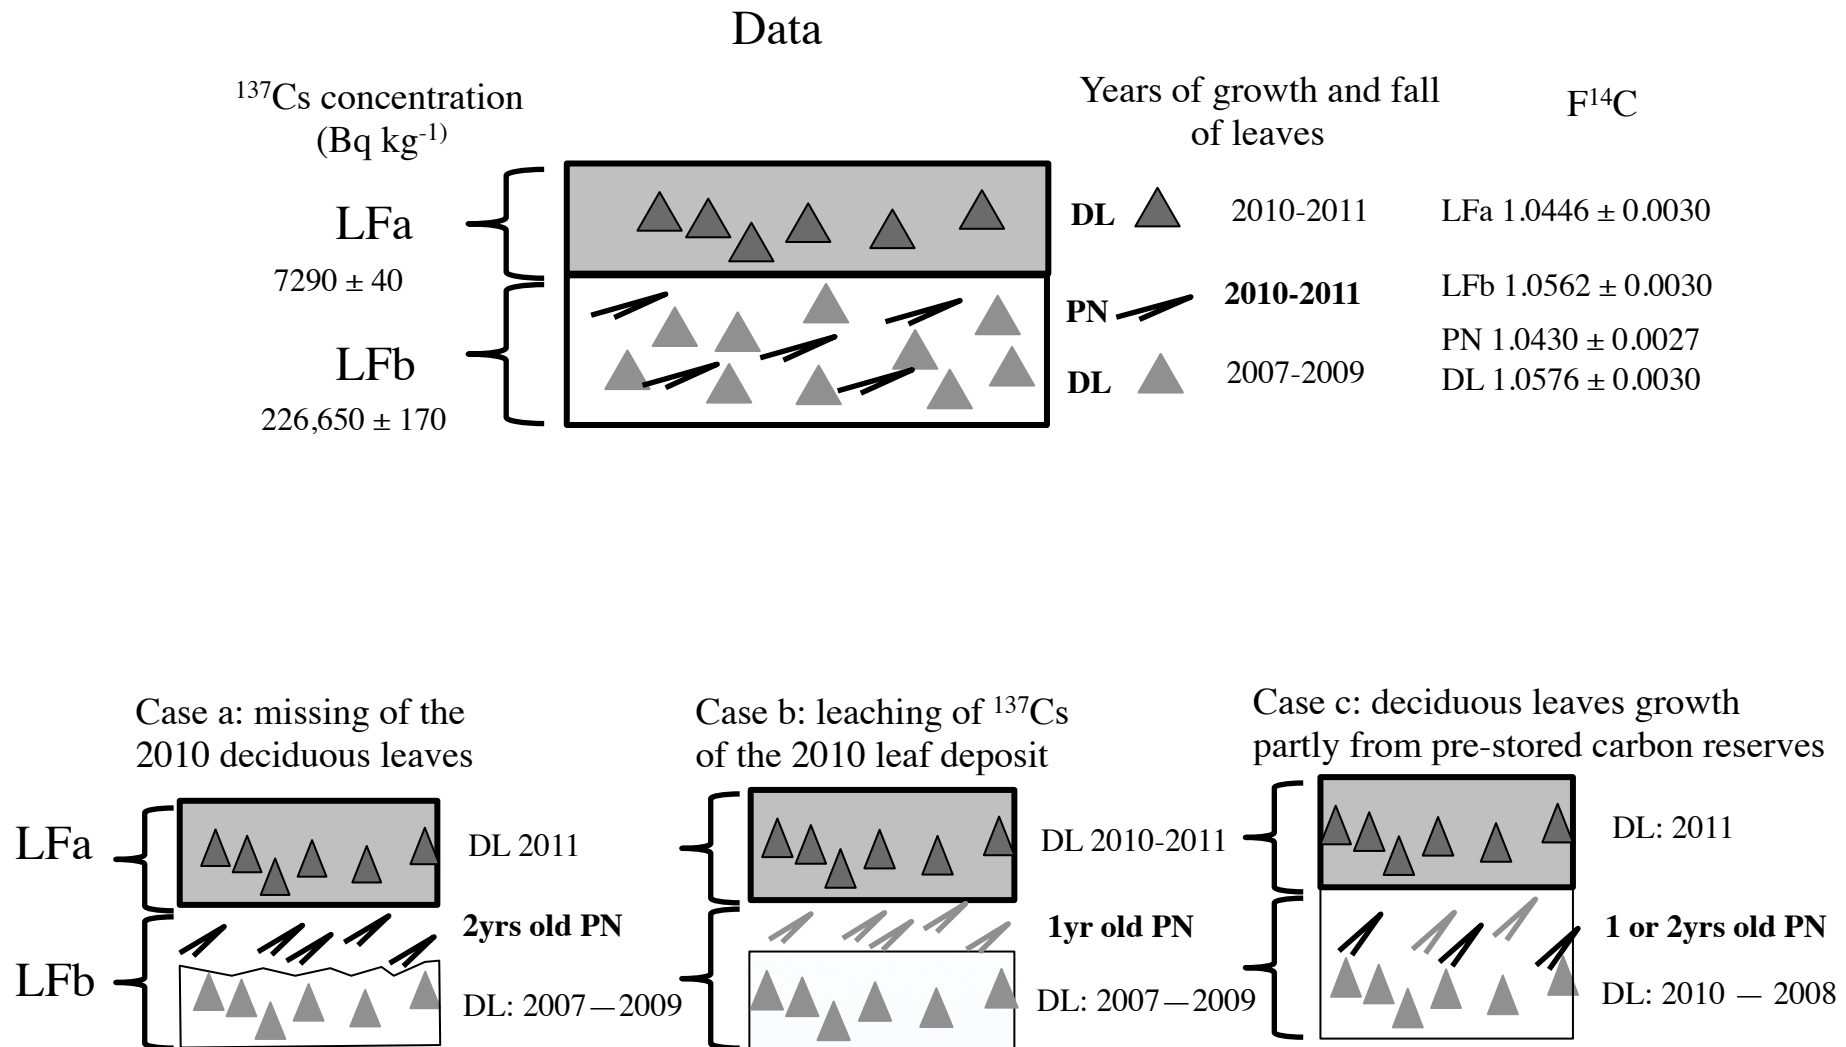 Data
¹³⁷Cs concentration
(Bq kg⁻¹⁾
Years of growth and fall
of leaves
F¹⁴C
LFa
7290 ± 40
DL
2010-2011
LFa 1.0446 ± 0.0030
LFb
226,650 ± 170
PN
2010-2011
LFb 1.0562 ± 0.0030
PN 1.0430 ± 0.0027
DL
2007-2009
DL 1.0576 ± 0.0030
Case a: missing of the
2010 deciduous leaves
LFa
DL 2011
2yrs old PN
LFb
DL: 2007—2009
Case b: leaching of ¹³⁷Cs
of the 2010 leaf deposit
DL 2010-2011
1yr old PN
DL: 2007—2009
Case c: deciduous leaves growth
partly from pre-stored carbon reserves
DL: 2011
1 or 2yrs old PN
DL: 2010 — 2008